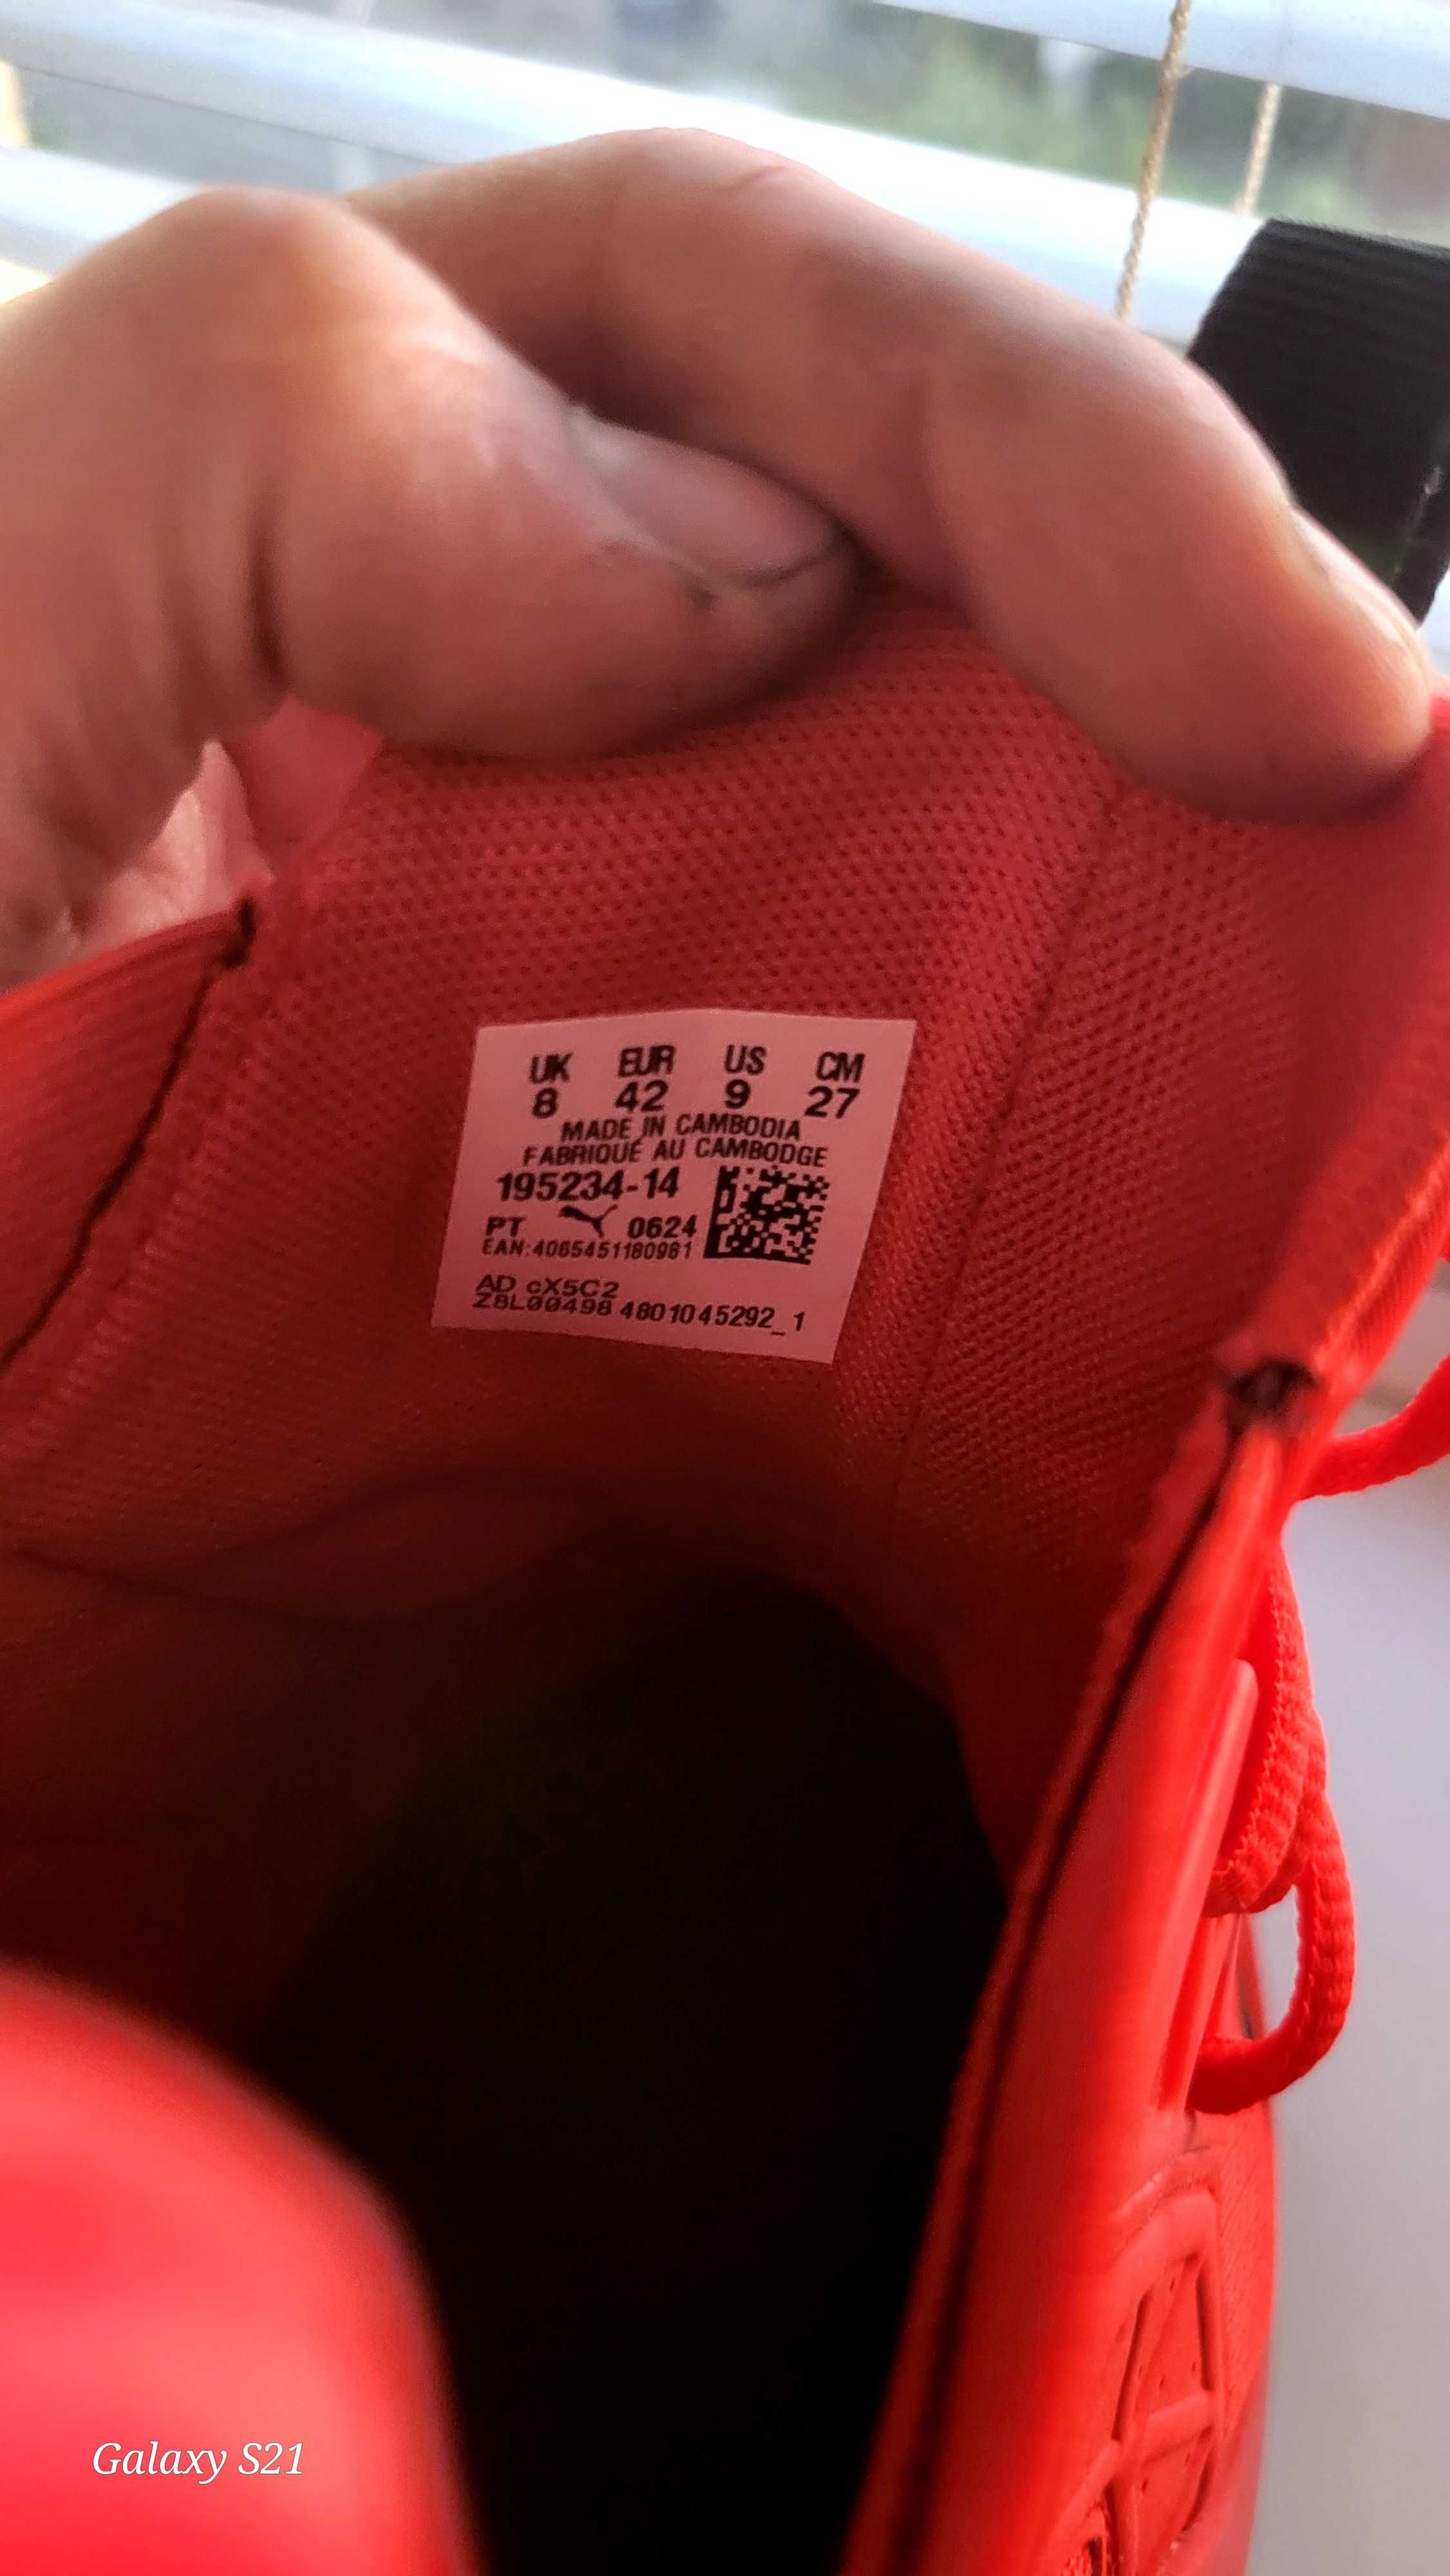 UK EUR US CM
8 42 9 27
MADE IN CAMBODIA
FABRIQUÉ AU CAMBODGE
195234-14
PT 0624
EAN:4065451180981
AD cX5C2
Z8L00498 4801045292_1
Galaxy S21